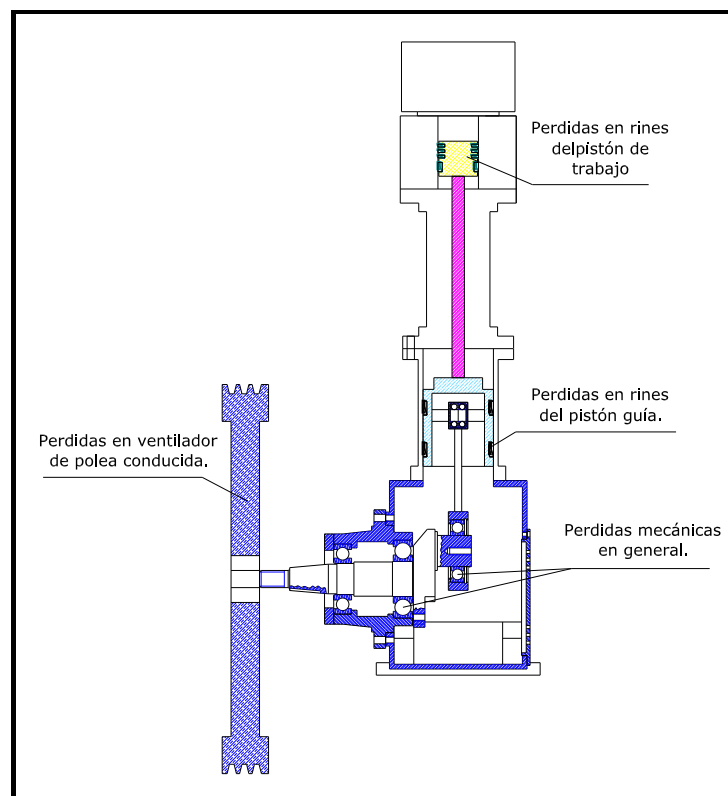 Perdidas en rines
delpistón de
trabajo
Perdidas en rines
del pistón guía.
Perdidas en ventilador
de polea conducida.
Perdidas mecánicas
en general.